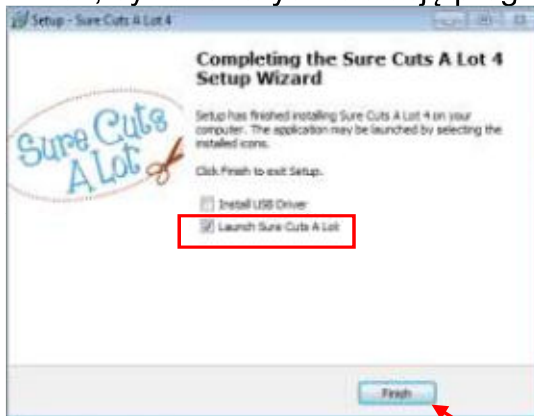 Setup - Sure Cuts A Lot 4
Completing the Sure Cuts A Lot 4
Setup Wizard
Sure Cuts
A Lot
Setup has finished installing Sure Cuts A Lot 4 on your
computer. The application may be launched by selecting the
installed icons.
Click Finish to exit Setup.
Install USB Driver
Launch Sure Cuts A Lot
Finish